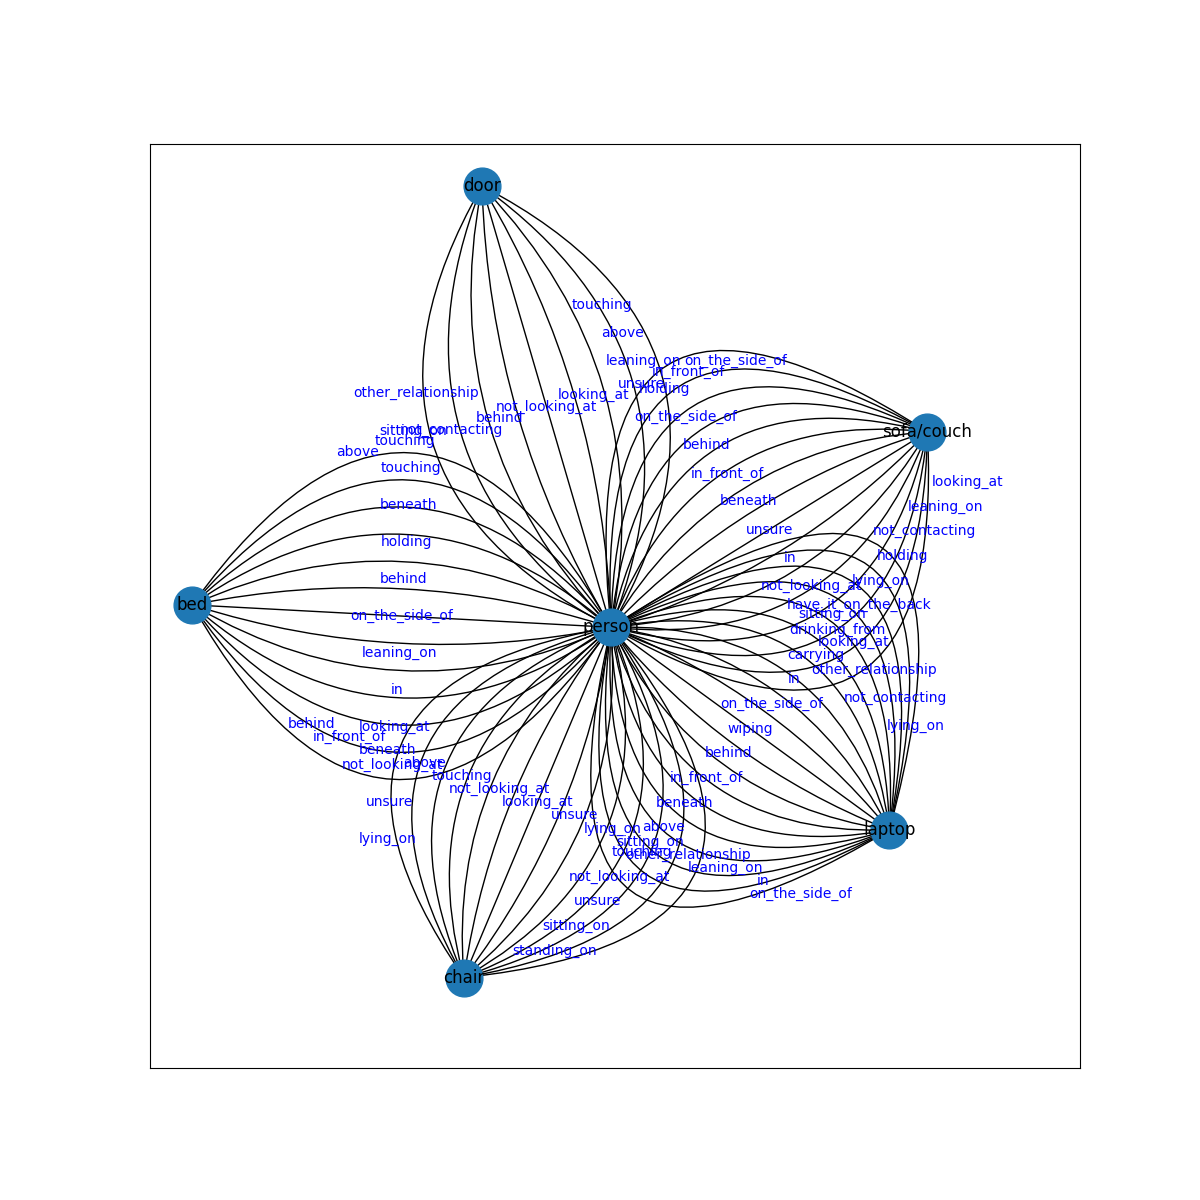 door
touching
above
leaning_on
on_the_side_of
in_front_of
unsure
holding
other_relationship
looking_at
not_looking_at
on_the_side_of
behind
sitting_on
not_contacting
sofa/couch
touching
behind
above
touching
in_front_of
looking_at
beneath
beneath
leaning_on
unsure
not_contacting
holding
in
holding
behind
not_looking_at
lying_on
bed
have_it_on_the_back
on_the_side_of
sitting_on
person
drinking_from
looking_at
leaning_on
carrying
other_relationship
in
in
not_contacting
on_the_side_of
behind
looking_at
lying_on
in_front_of
wiping
beneath
behind
not_looking_at
above
touching
in_front_of
not_looking_at
unsure
looking_at
beneath
unsure
lying_on
above
laptop
lying_on
sitting_on
touching
other_relationship
leaning_on
not_looking_at
in
on_the_side_of
unsure
sitting_on
standing_on
chair